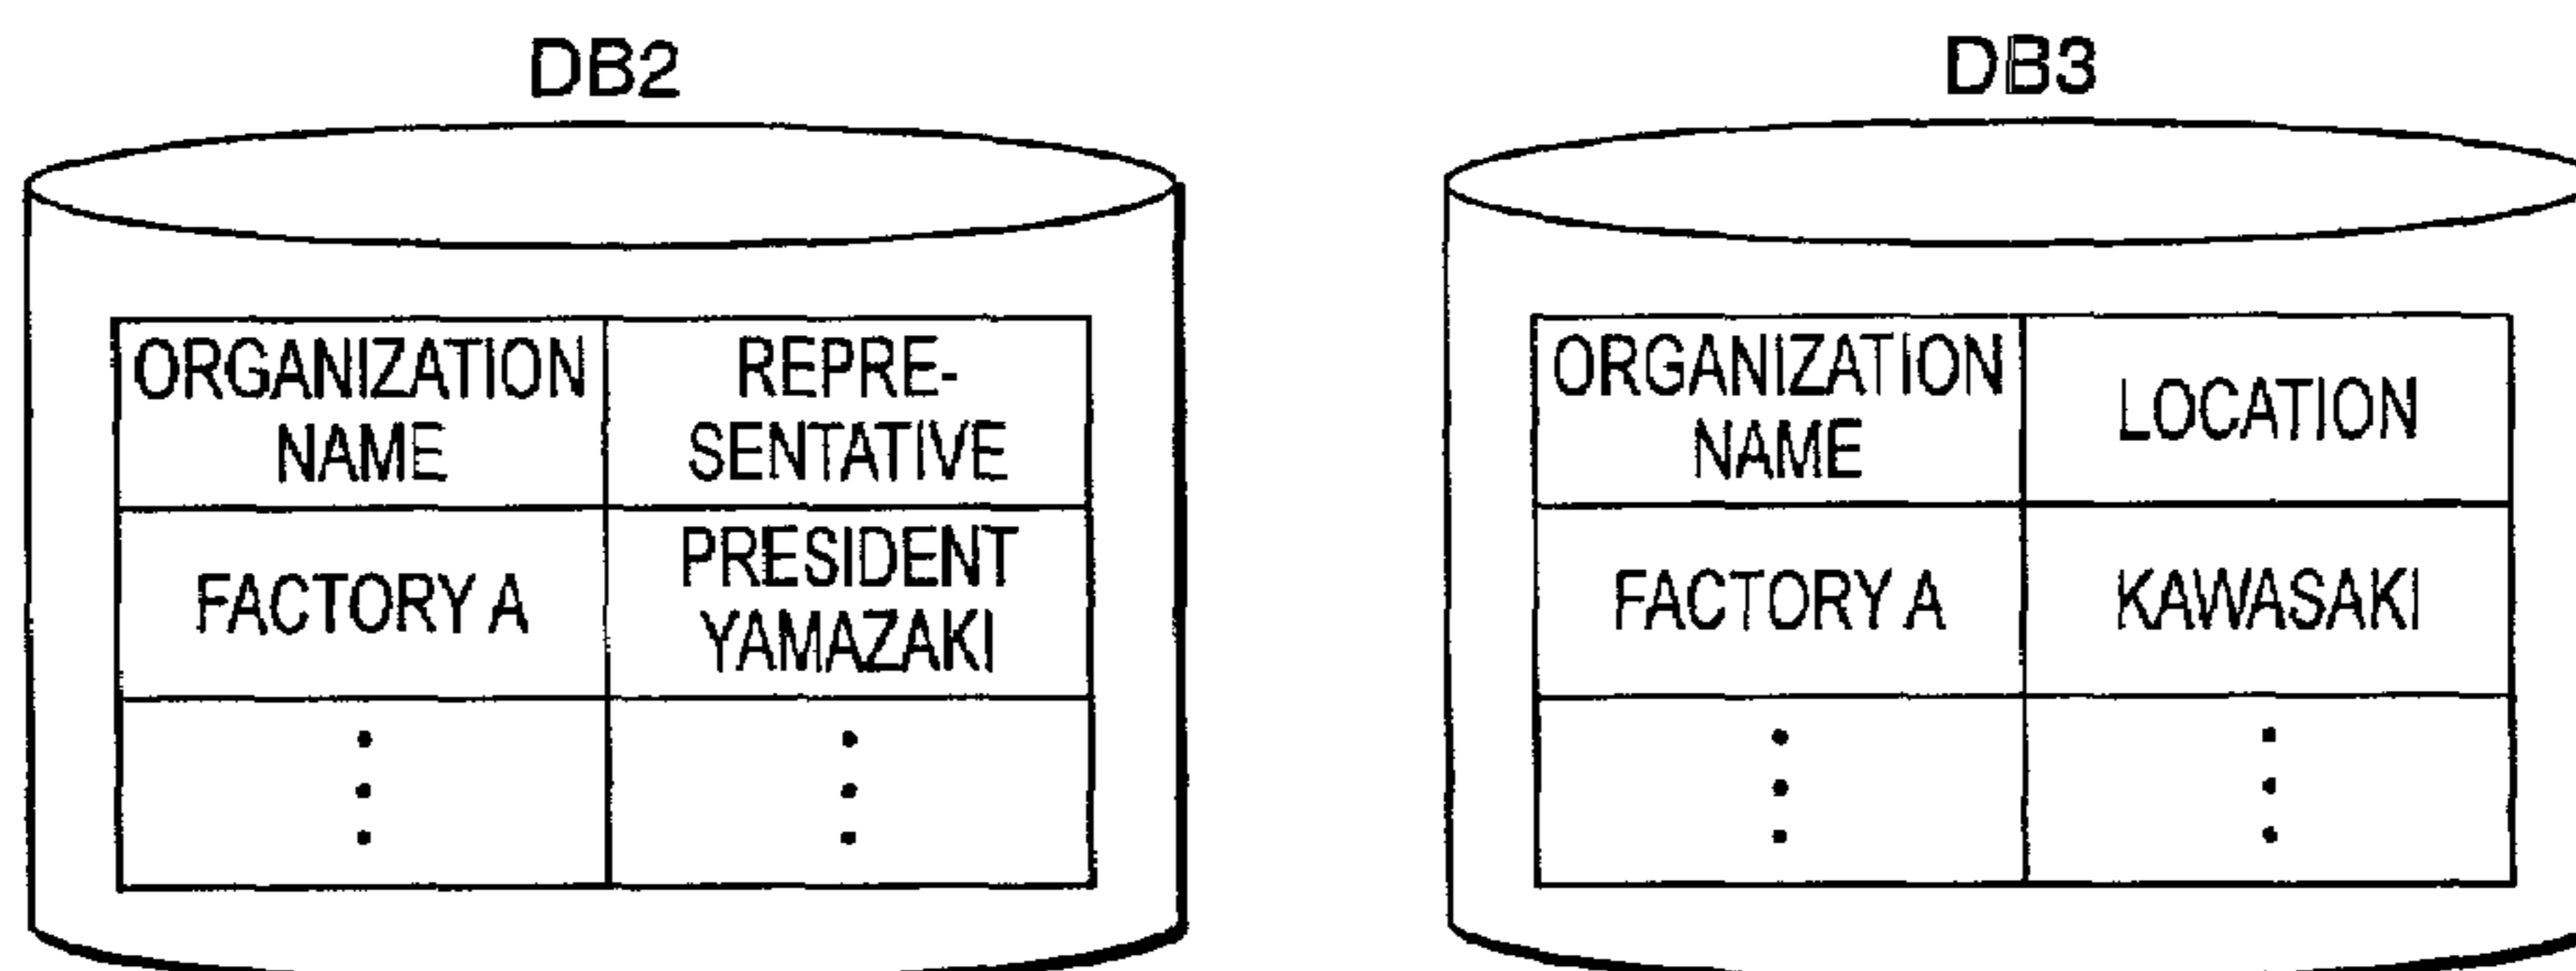 DB2
ORGANIZATION
NAME
REPRE-
SENTATIVE
FACTORY A
PRESIDENT
YAMAZAKI
DB3
ORGANIZATION
NAME
LOCATION
FACTORY A
KAWASAKI